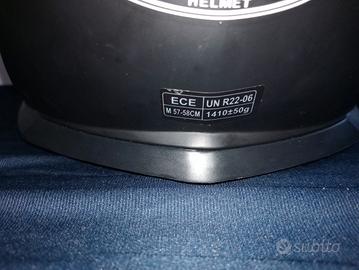 HELMET
ECE UN R22-06
M 57-58CM 1410±50g
subito